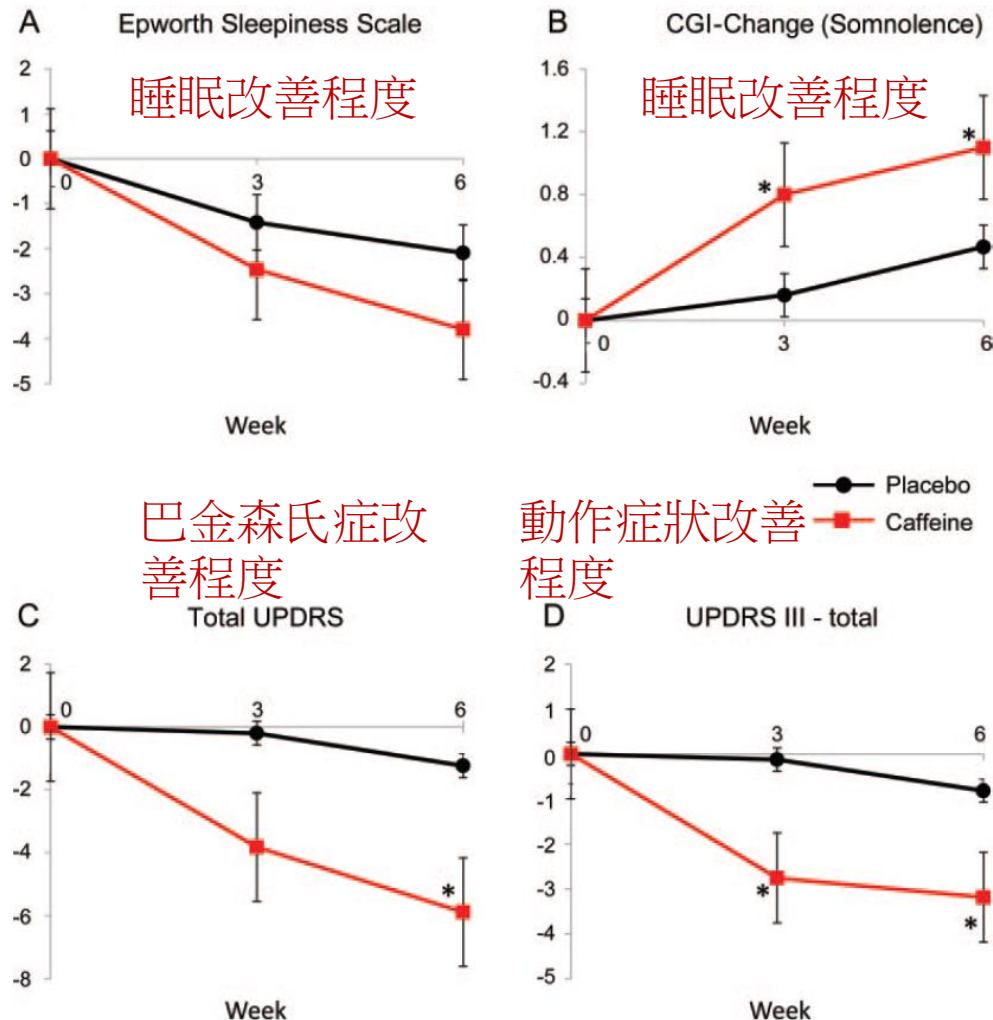 A Epworth Sleepiness Scale
睡眠改善程度
2
1
0
-1
-2
-3
-4
-5
0 3 6
Week
B CGI-Change (Somnolence)
睡眠改善程度
1.6
1.2
0.8
0.4
0
-0.4
* *
0 3 6
Week
Placebo
Caffeine
巴金森氏症改
善程度
C Total UPDRS
2
0
-2
-4
-6
-8
0 3 6
*
Week
動作症狀改善
程度
D UPDRS III - total
2
1
0
-1
-2
-3
-4
-5
0 3 6
* *
Week